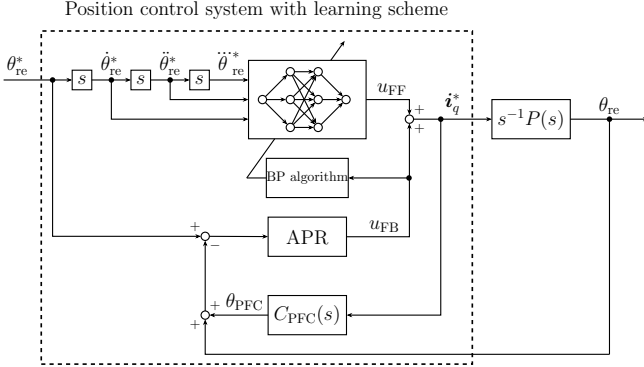 Position control system with learning scheme
θ*re
s
θ̇*re
s
θ̈*re
s
θ⃛*re
uFF
+
+
i*q
s⁻¹P(s)
θre
BP algorithm
+
−
APR
uFB
θPFC
+
+
CPFC(s)